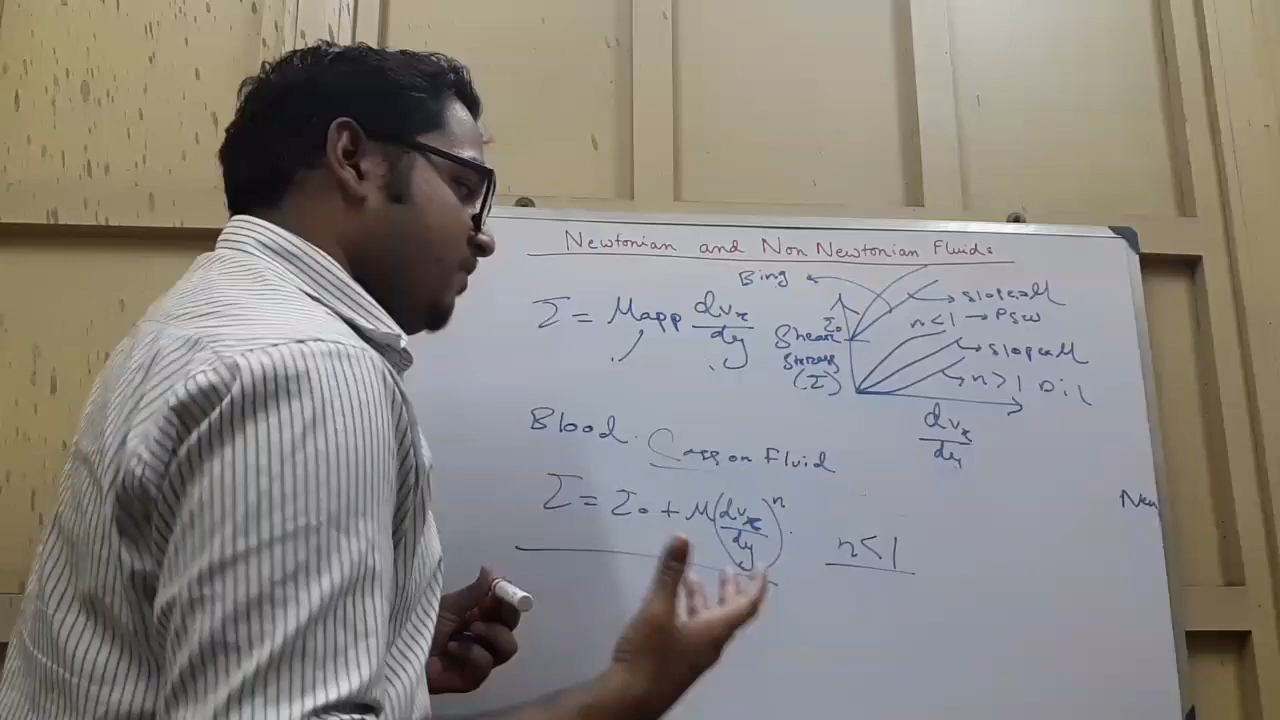 Newtonian and Non Newtonian Fluids
Bing
Σ = Mapp dvx/dy
Σo
Shear
Stress
(Σ)
slope = M
n<1 → Psu
slope = M
n>1 Dil
dvx/dy
Blood.
Casson Fluid
Σ = Σo + M(dvx/dy)^n
n<1
New